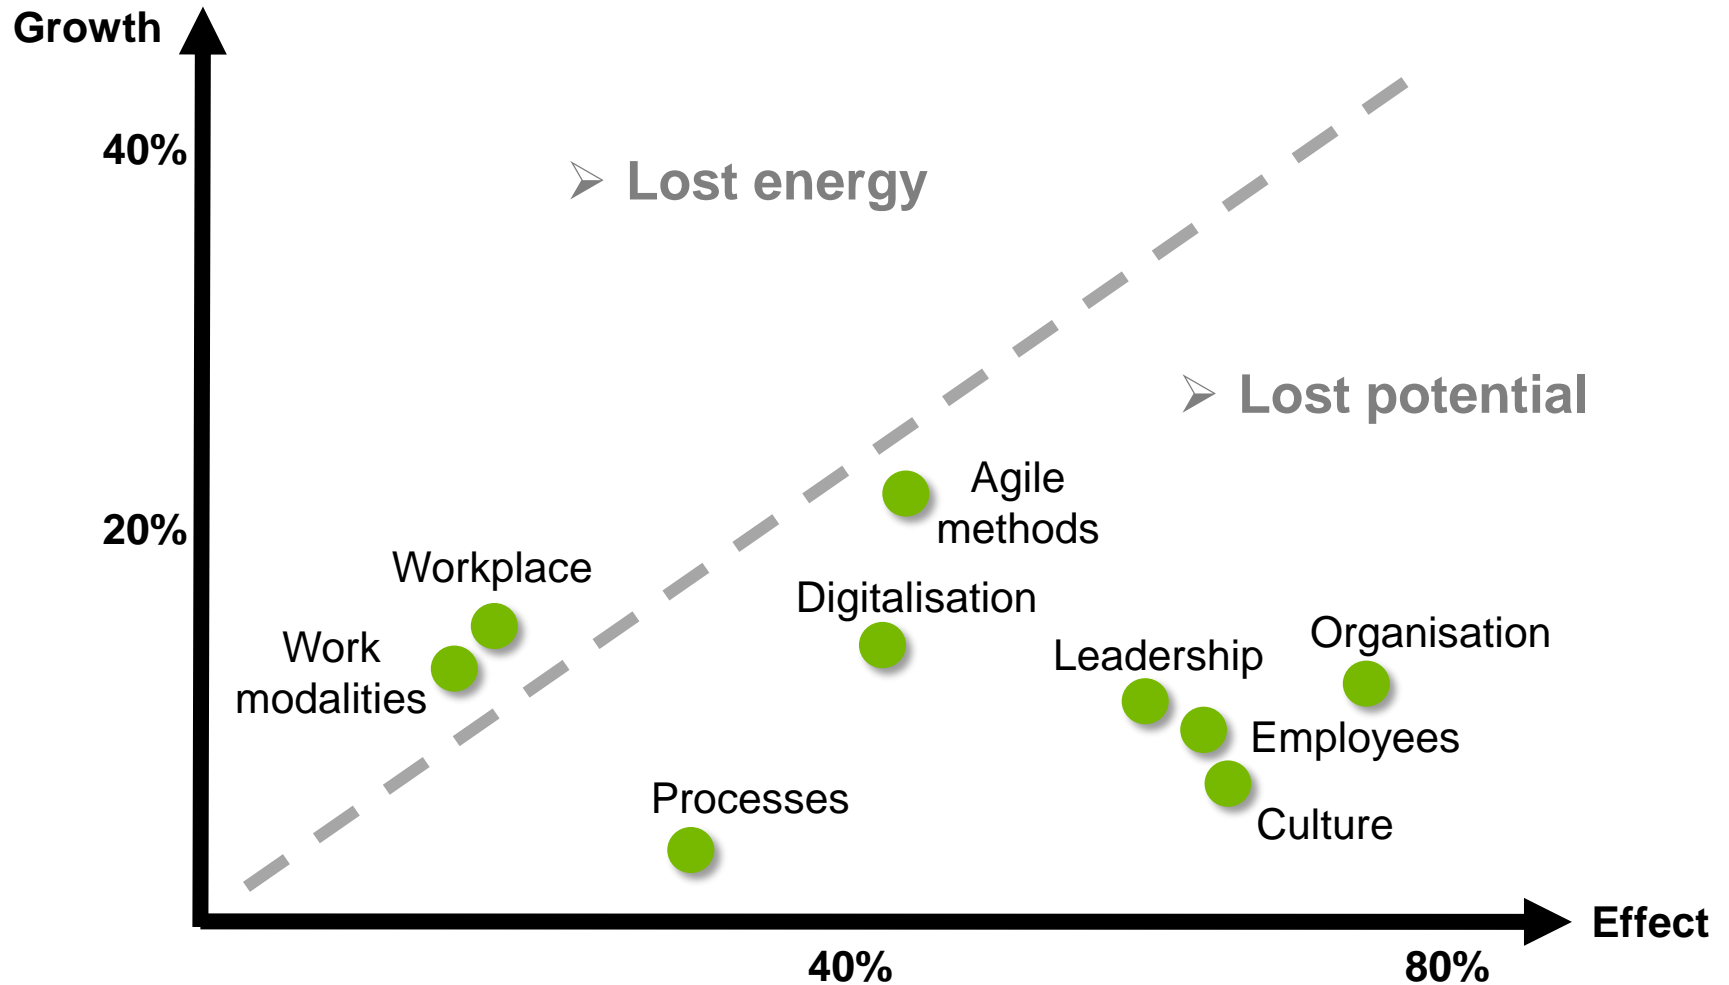 Growth
40%
➢ Lost energy
➢ Lost potential
Agile
methods
20%
Workplace
Digitalisation
Work
modalities
Leadership
Organisation
Employees
Processes
Culture
Effect
40%
80%